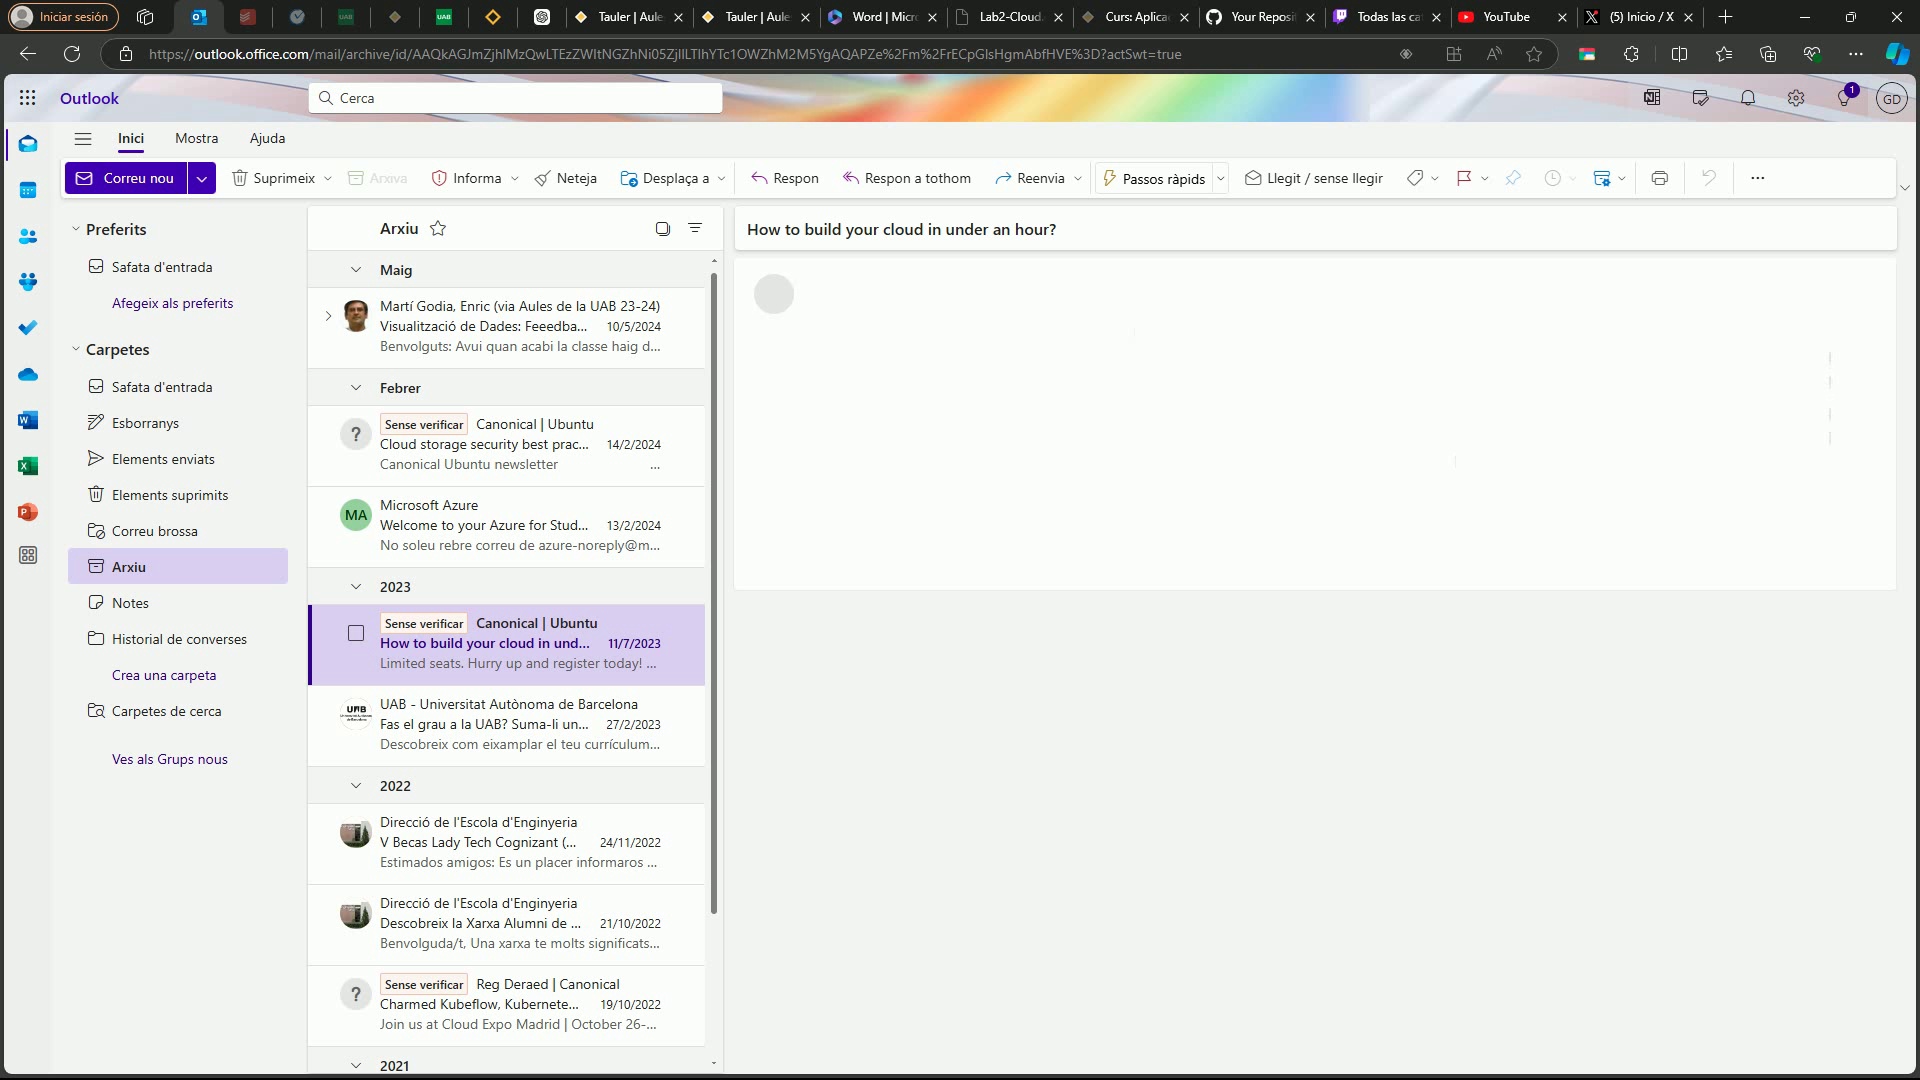 Iniciar sesión
Tauler | Aule
Tauler | Aule
Word | Micr
Lab2-Cloud
Curs: Aplica
Your Reposi
Todas las ca
YouTube
(5) Inicio / X
https://outlook.office.com/mail/archive/id/AAQkAGJmZjhlMzQwLTEzZWItNGZhNi05ZjllLTlhYTc1OWZhM2M5YgAQAPZe%2Fm%2FrECpGlsHgmAbfHVE%3D?actSwt=true
Outlook
Cerca
1
GD
Inici
Mostra
Ajuda
Correu nou
Suprimeix
Arxiva
Informa
Neteja
Desplaça a
Respon
Respon a tothom
Reenvia
Passos ràpids
Llegit / sense llegir
Preferits
Safata d'entrada
Afegeix als preferits
Carpetes
Safata d'entrada
Esborranys
Elements enviats
Elements suprimits
Correu brossa
Arxiu
Notes
Historial de converses
Crea una carpeta
Carpetes de cerca
Ves als Grups nous
Arxiu
Maig
Martí Godia, Enric (via Aules de la UAB 23-24)
Visualització de Dades: Feeedba... 10/5/2024
Benvolguts: Avui quan acabi la classe haig d...
Febrer
?
Sense verificar Canonical | Ubuntu
Cloud storage security best prac... 14/2/2024
Canonical Ubuntu newsletter ...
MA
Microsoft Azure
Welcome to your Azure for Stud... 13/2/2024
No soleu rebre correu de azure-noreply@m...
2023
Sense verificar Canonical | Ubuntu
How to build your cloud in und... 11/7/2023
Limited seats. Hurry up and register today! ...
UAB
UAB - Universitat Autònoma de Barcelona
Fas el grau a la UAB? Suma-li un... 27/2/2023
Descobreix com eixamplar el teu currículum...
2022
Direcció de l'Escola d'Enginyeria
V Becas Lady Tech Cognizant (... 24/11/2022
Estimados amigos: Es un placer informaros ...
Direcció de l'Escola d'Enginyeria
Descobreix la Xarxa Alumni de ... 21/10/2022
Benvolguda/t, Una xarxa te molts significats...
?
Sense verificar Reg Deraed | Canonical
Charmed Kubeflow, Kubernete... 19/10/2022
Join us at Cloud Expo Madrid | October 26-...
2021
How to build your cloud in under an hour?